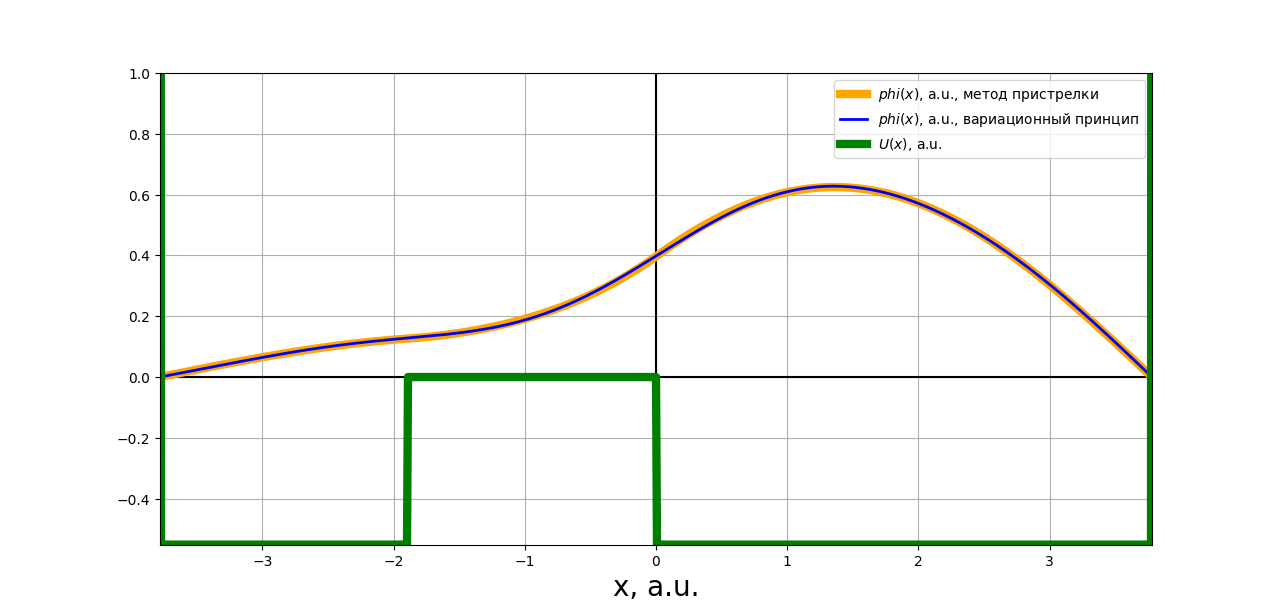 1.0
0.8
0.6
0.4
0.2
0.0
−0.2
−0.4
phi(x), a.u., метод пристрелки
phi(x), a.u., вариационный принцип
U(x), a.u.
−3 −2 −1 0 1 2 3
x, a.u.